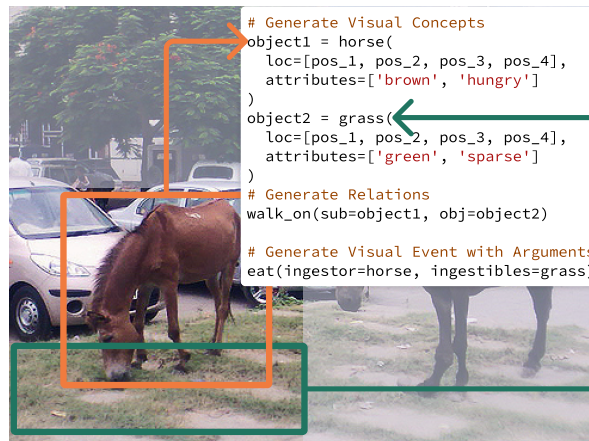 # Generate Visual Concepts
object1 = horse(
  loc=[pos_1, pos_2, pos_3, pos_4],
  attributes=['brown', 'hungry']
)
object2 = grass(
  loc=[pos_1, pos_2, pos_3, pos_4],
  attributes=['green', 'sparse']
)
# Generate Relations
walk_on(sub=object1, obj=object2)
# Generate Visual Event with Arguments
eat(ingestor=horse, ingestibles=grass)